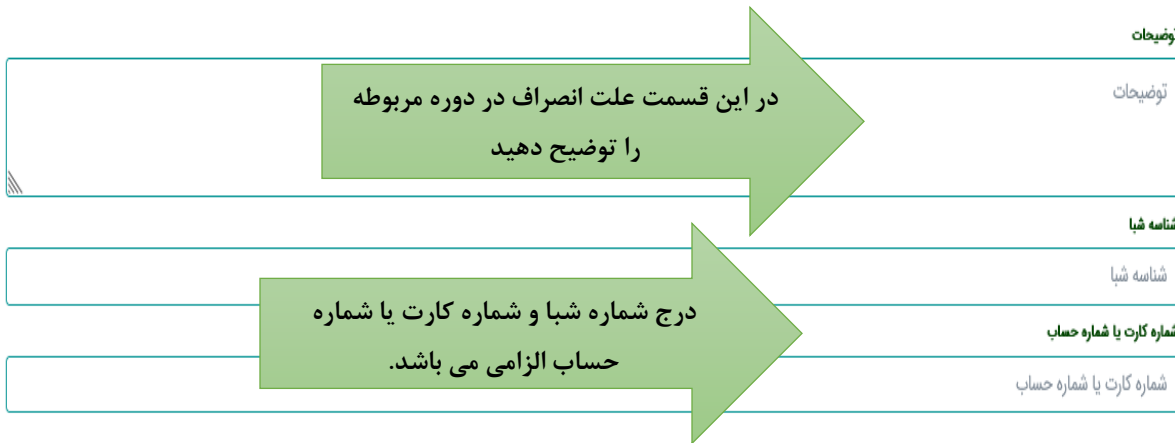 توضیحات
توضیحات
در این قسمت علت انصراف در دوره مربوطه
را توضیح دهید
شناسه شبا
شناسه شبا
درج شماره شبا و شماره کارت یا شماره
حساب الزامی می باشد.
شماره کارت یا شماره حساب
شماره کارت یا شماره حساب